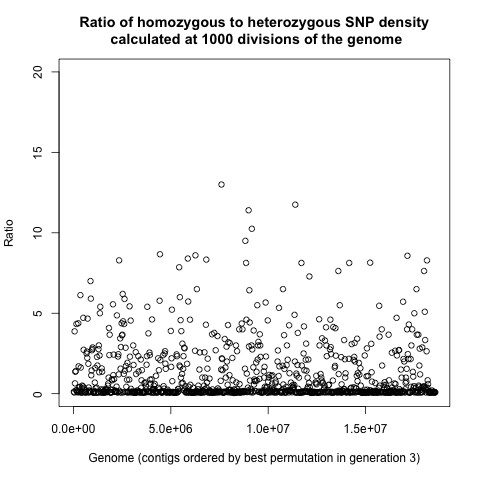 Ratio of homozygous to heterozygous SNP density
calculated at 1000 divisions of the genome
20
15
10
5
0
Ratio
0.0e+00 5.0e+06 1.0e+07 1.5e+07
Genome (contigs ordered by best permutation in generation 3)